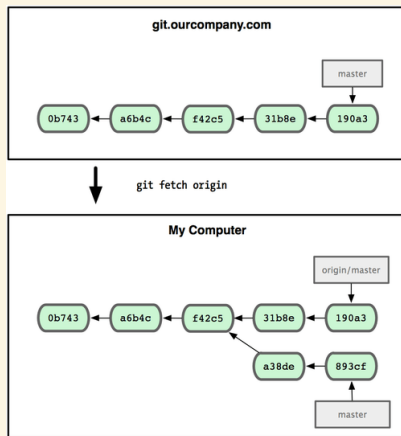 git.ourcompany.com
master
0b743 a6b4c f42c5 31b8e 190a3
git fetch origin
My Computer
origin/master
0b743 a6b4c f42c5 31b8e 190a3
a38de 893cf
master